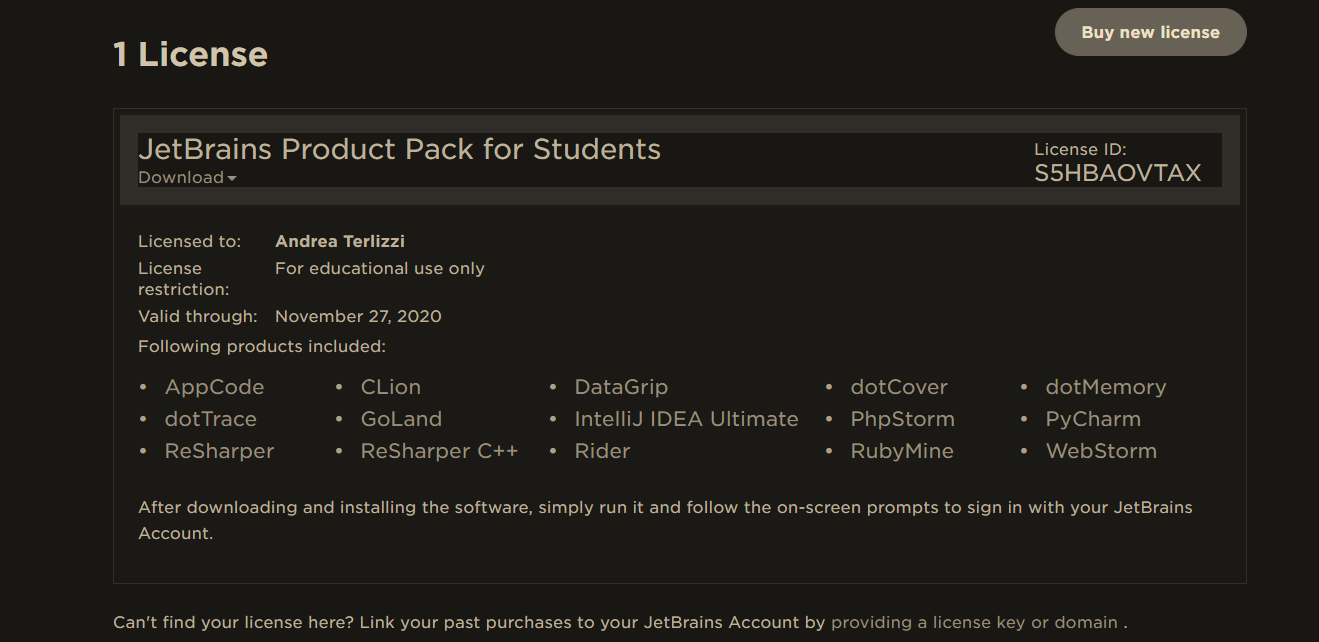 Buy new license
1 License
JetBrains Product Pack for Students
Download
License ID:
S5HBAOVTAX
Licensed to: Andrea Terlizzi
License restriction: For educational use only
Valid through: November 27, 2020
Following products included:
• AppCode • CLion • DataGrip • dotCover • dotMemory
• dotTrace • GoLand • IntelliJ IDEA Ultimate • PhpStorm • PyCharm
• ReSharper • ReSharper C++ • Rider • RubyMine • WebStorm
After downloading and installing the software, simply run it and follow the on-screen prompts to sign in with your JetBrains
Account.
Can't find your license here? Link your past purchases to your JetBrains Account by providing a license key or domain .